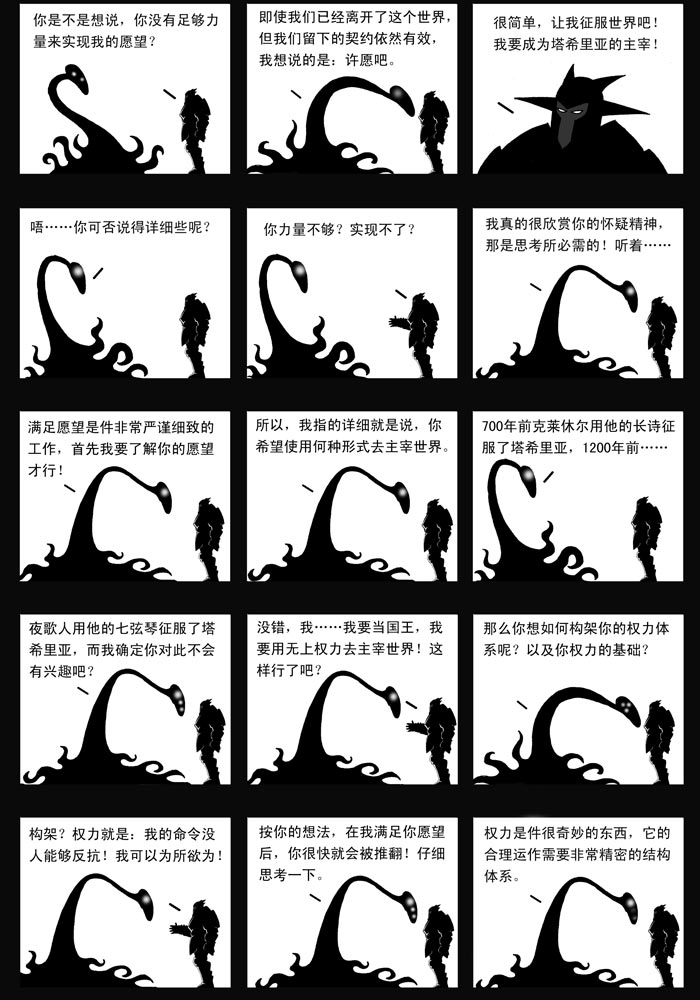 你是不是想说，你没有足够力
量来实现我的愿望？
即使我们已经离开了这个世界，
但我们留下的契约依然有效，
我想说的是：许愿吧。
很简单，让我征服世界吧！
我要成为塔希里亚的主宰！
唔……你可否说得详细些呢？
你力量不够？实现不了？
我真的很欣赏你的怀疑精神，
那是思考所必需的！听着……
满足愿望是件非常严谨细致的
工作，首先我要了解你的愿望
才行！
所以，我指的详细就是说，你
希望使用何种形式去主宰世界。
700年前克莱休尔用他的长诗征
服了塔希里亚，1200年前……
夜歌人用他的七弦琴征服了塔
希里亚，而我确定你对此不会
有兴趣吧？
没错，我……我要当国王，我
要用无上权力去主宰世界！这
样行了吧？
那么你想如何构架你的权力体
系呢？以及你权力的基础？
构架？权力就是：我的命令没
人能够反抗！我可以为所欲为！
按你的想法，在我满足你愿望
后，你很快就会被推翻！仔细
思考一下。
权力是件很奇妙的东西，它的
合理运作需要非常精密的结构
体系。